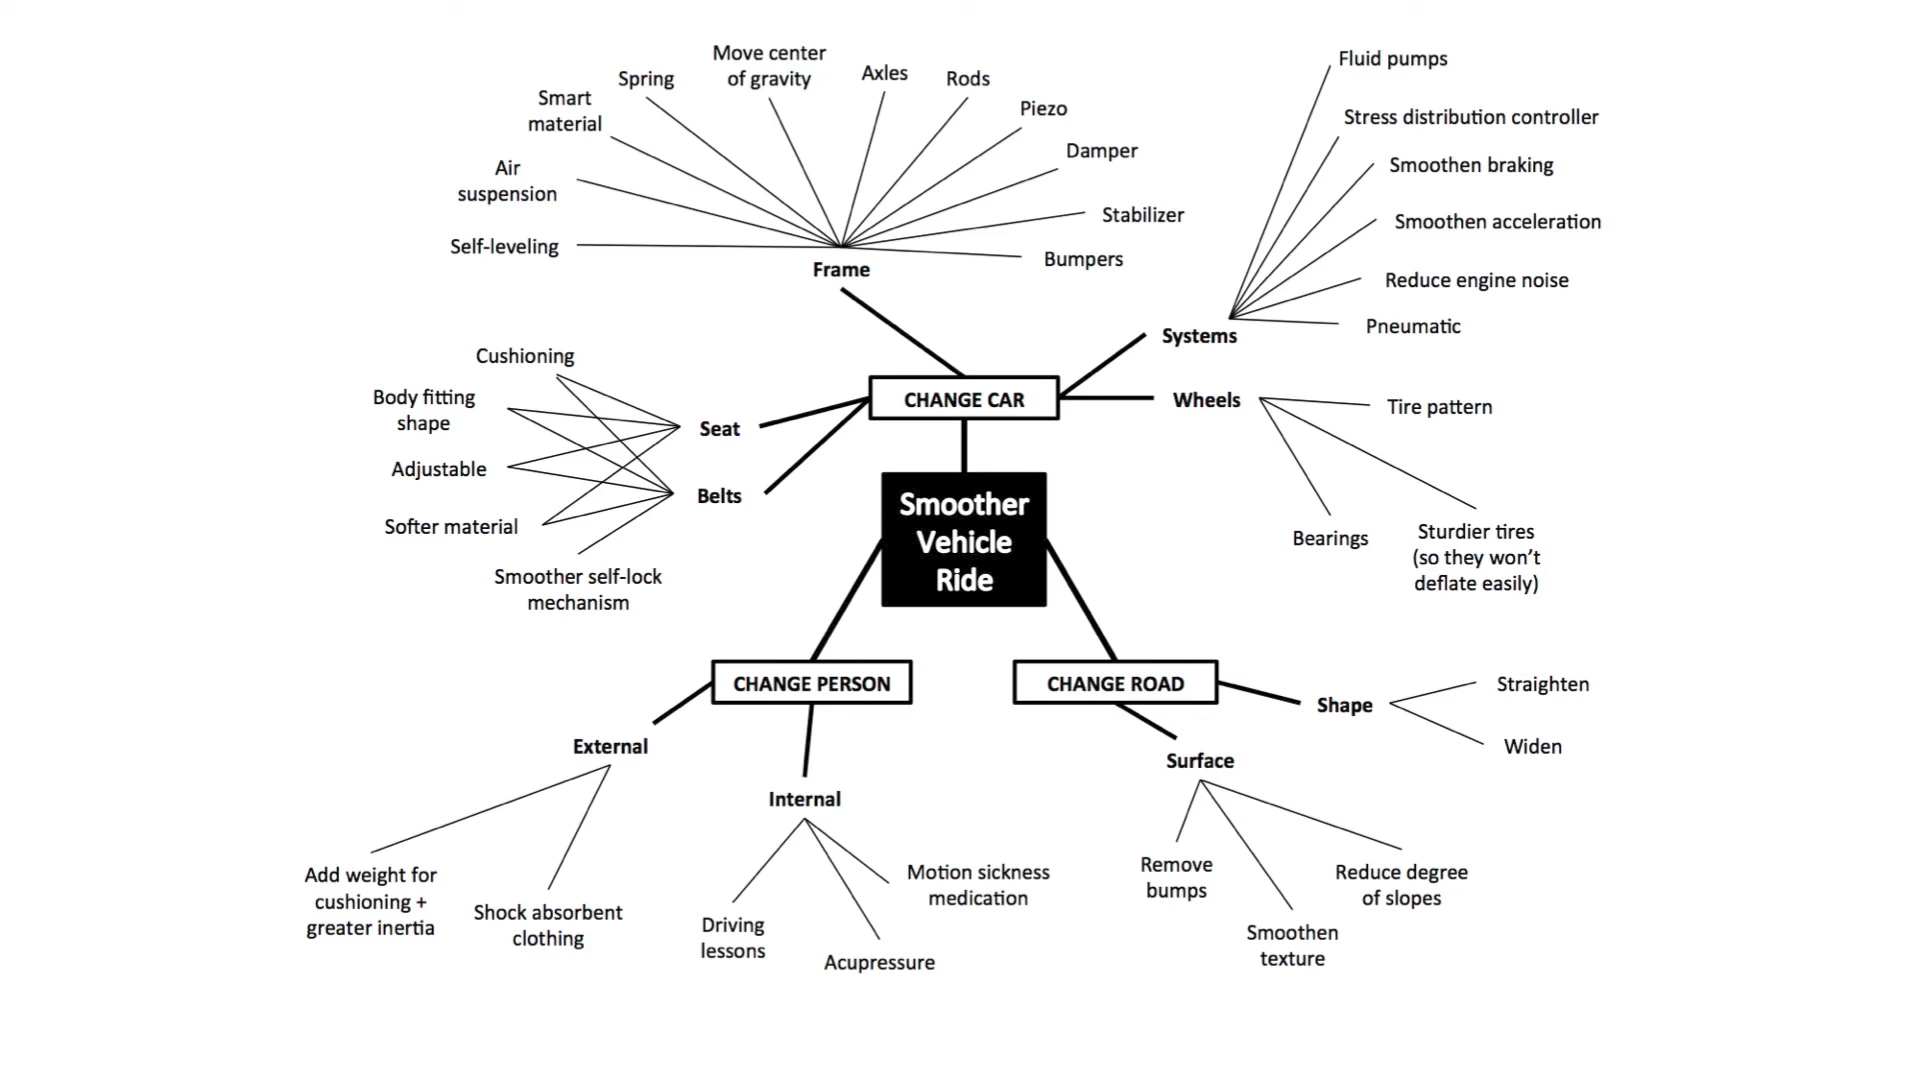 Move center
of gravity
Spring
Axles
Rods
Smart
material
Piezo
Damper
Air
suspension
Stabilizer
Self-leveling
Bumpers
Frame
Fluid pumps
Stress distribution controller
Smoothen braking
Smoothen acceleration
Reduce engine noise
Pneumatic
Systems
Cushioning
Body fitting
shape
Adjustable
Softer material
Smoother self-lock
mechanism
Seat
Belts
CHANGE CAR
Wheels
Tire pattern
Bearings
Sturdier tires
(so they won't
deflate easily)
Smoother
Vehicle
Ride
CHANGE PERSON
CHANGE ROAD
External
Internal
Add weight for
cushioning +
greater inertia
Shock absorbent
clothing
Driving
lessons
Acupressure
Motion sickness
medication
Shape
Straighten
Widen
Surface
Remove
bumps
Smoothen
texture
Reduce degree
of slopes